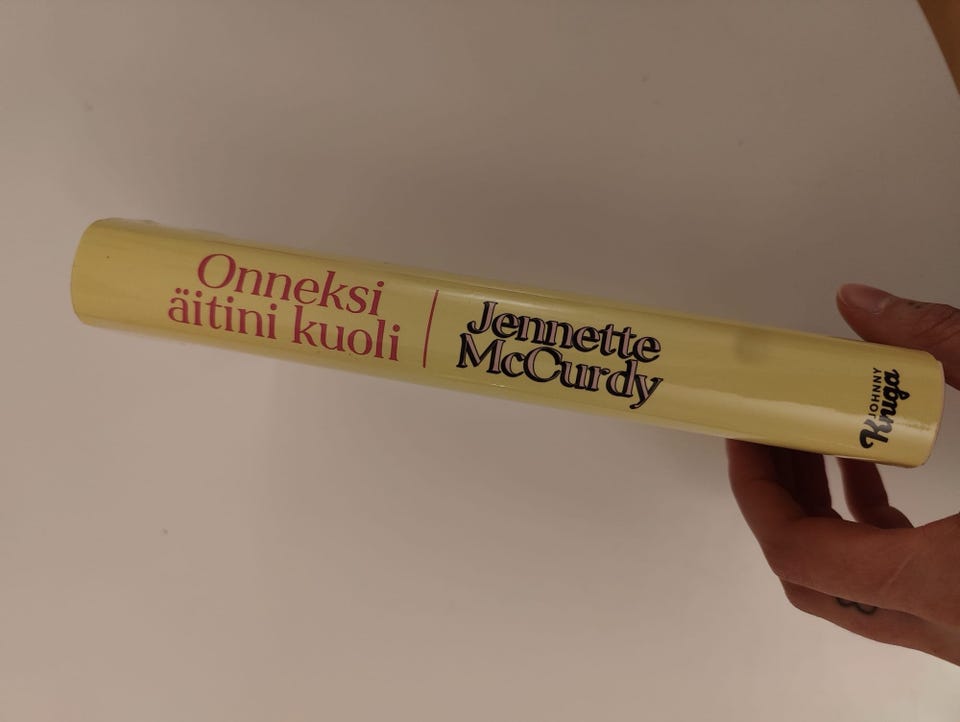 Onneksi
äitini kuoli
Jennette
McCurdy
JOHNNY
Kniga